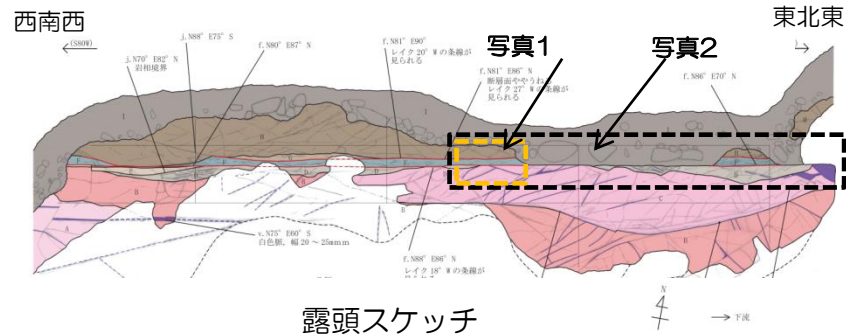 西南西
東北東
(S80W)
j.N88° E75° S
f.N80° E87° N
f.N81° E90°
レイク 20° W の条線が
見られる
写真1
写真2
j.N70° E82° N
岩相境界
f.N81° E86° N
断層面ややうねる
レイク 27° W の条線が
見られる
f.N86° E70° N
v.N75° E60° S
白色脈，幅 20 ～ 25mm
f.N88° E86° N
レイク 18° W の条線が
見られる
N
→ 下流
露頭スケッチ